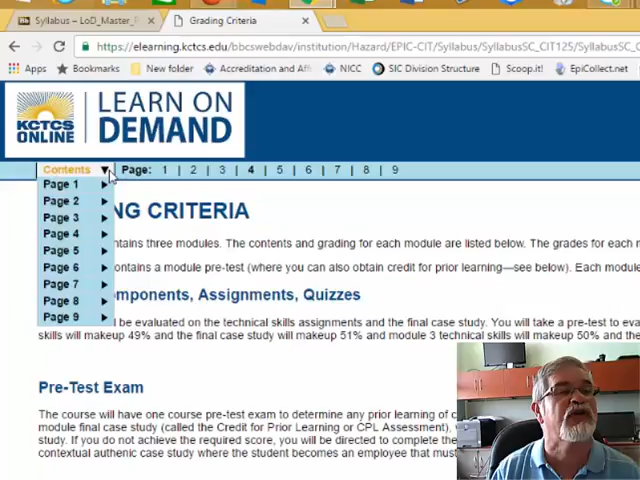 Syllabus – LoD_Master_
Grading Criteria
https://elearning.kctcs.edu/bbcswebdav/institution/Hazard/EPIC-CIT/Syllabus/SyllabusSC_CIT125/SyllabusSC_
Apps Bookmarks New folder Accreditation and Aff NICC SIC Division Structure Scoop.it! EpiCollect.net
KCTCS ONLINE LEARN ON DEMAND
Contents ▼ Page: 1 | 2 | 3 | 4 | 5 | 6 | 7 | 8 | 9
Page 1
Page 2
Page 3
Page 4
Page 5
Page 6
Page 7
Page 8
Page 9
NG CRITERIA
ntains three modules. The contents and grading for each module are listed below. The grades for each
contains a module pre-test (where you can also obtain credit for prior learning—see below). Each modul
mponents, Assignments, Quizzes
be evaluated on the technical skills assignments and the final case study. You will take a pre-test to eva
skills will makeup 49% and the final case study will makeup 51% and module 3 technical skills will makeup 50% and the
Pre-Test Exam
The course will have one course pre-test exam to determine any prior learning of c
module final case study (called the Credit for Prior Learning or CPL Assessment),
study. If you do not achieve the required score, you will be directed to complete the
contextual authenic case study where the student becomes an employee that must